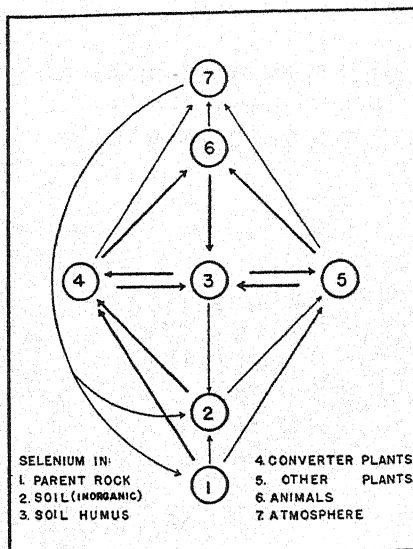 7
6
4
3
5
2
1
SELENIUM IN:
1. PARENT ROCK
2. SOIL (INORGANIC)
3. SOIL HUMUS
4. CONVERTER PLANTS
5. OTHER PLANTS
6. ANIMALS
7. ATMOSPHERE